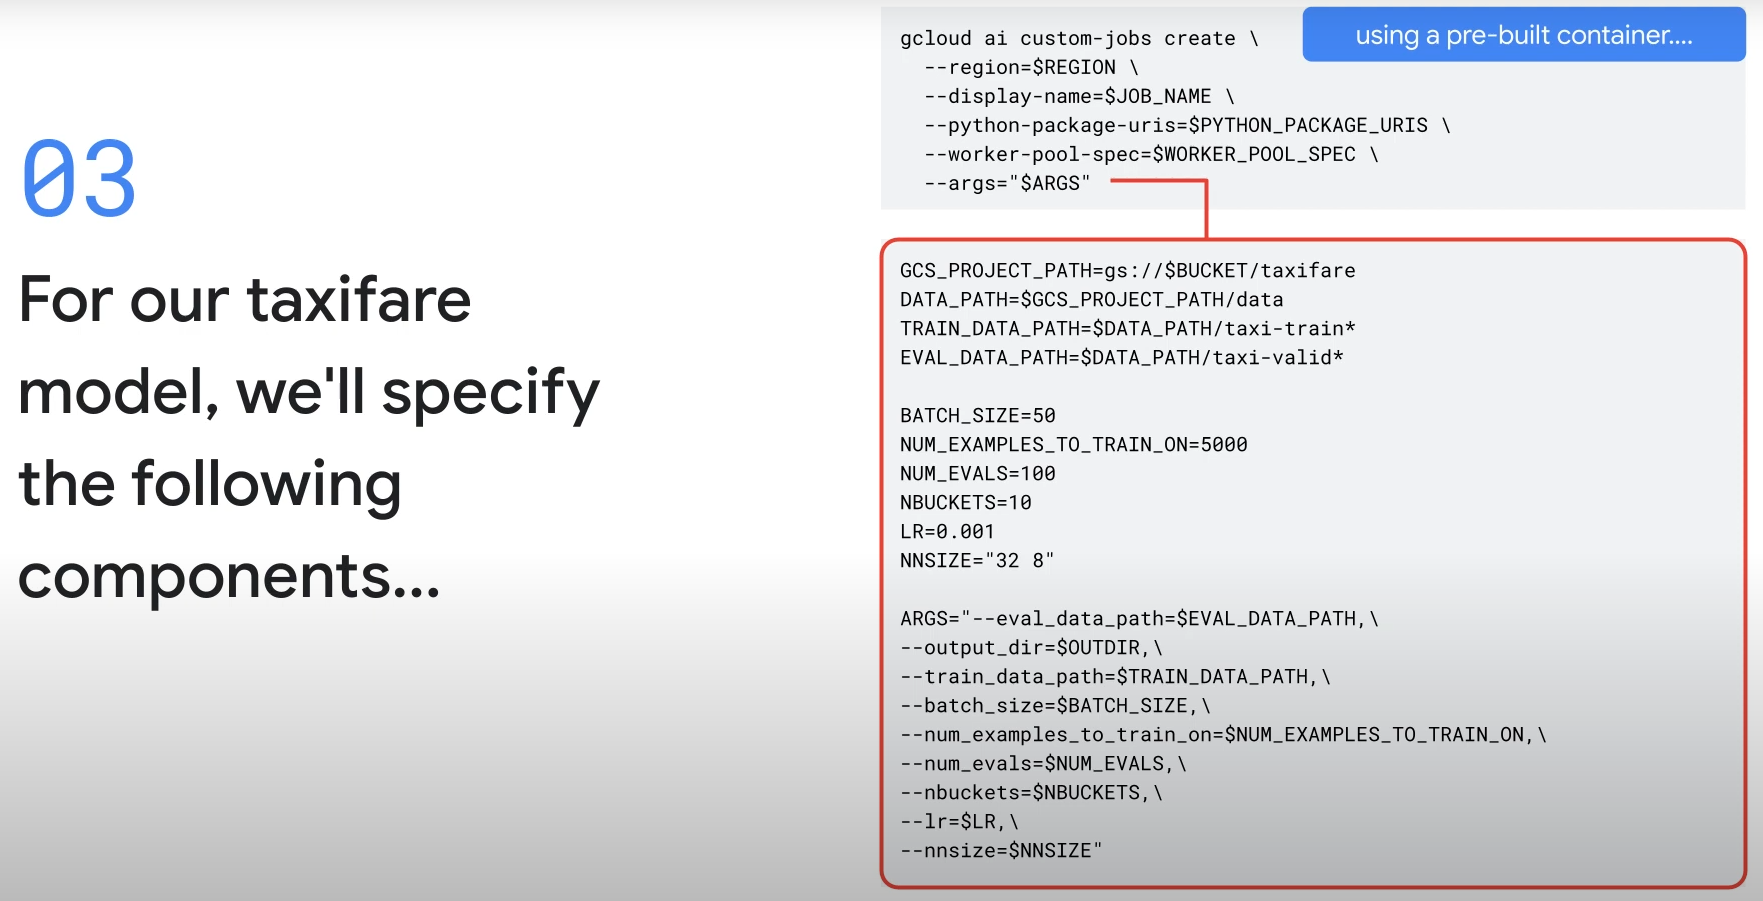 03
For our taxifare
model, we'll specify
the following
components...
using a pre-built container....
gcloud ai custom-jobs create \
--region=$REGION \
--display-name=$JOB_NAME \
--python-package-uris=$PYTHON_PACKAGE_URIS \
--worker-pool-spec=$WORKER_POOL_SPEC \
--args="$ARGS"
GCS_PROJECT_PATH=gs://$BUCKET/taxifare
DATA_PATH=$GCS_PROJECT_PATH/data
TRAIN_DATA_PATH=$DATA_PATH/taxi-train*
EVAL_DATA_PATH=$DATA_PATH/taxi-valid*
BATCH_SIZE=50
NUM_EXAMPLES_TO_TRAIN_ON=5000
NUM_EVALS=100
NBUCKETS=10
LR=0.001
NNSIZE="32 8"
ARGS="--eval_data_path=$EVAL_DATA_PATH,\
--output_dir=$OUTDIR,\
--train_data_path=$TRAIN_DATA_PATH,\
--batch_size=$BATCH_SIZE,\
--num_examples_to_train_on=$NUM_EXAMPLES_TO_TRAIN_ON,\
--num_evals=$NUM_EVALS,\
--nbuckets=$NBUCKETS,\
--lr=$LR,\
--nnsize=$NNSIZE"